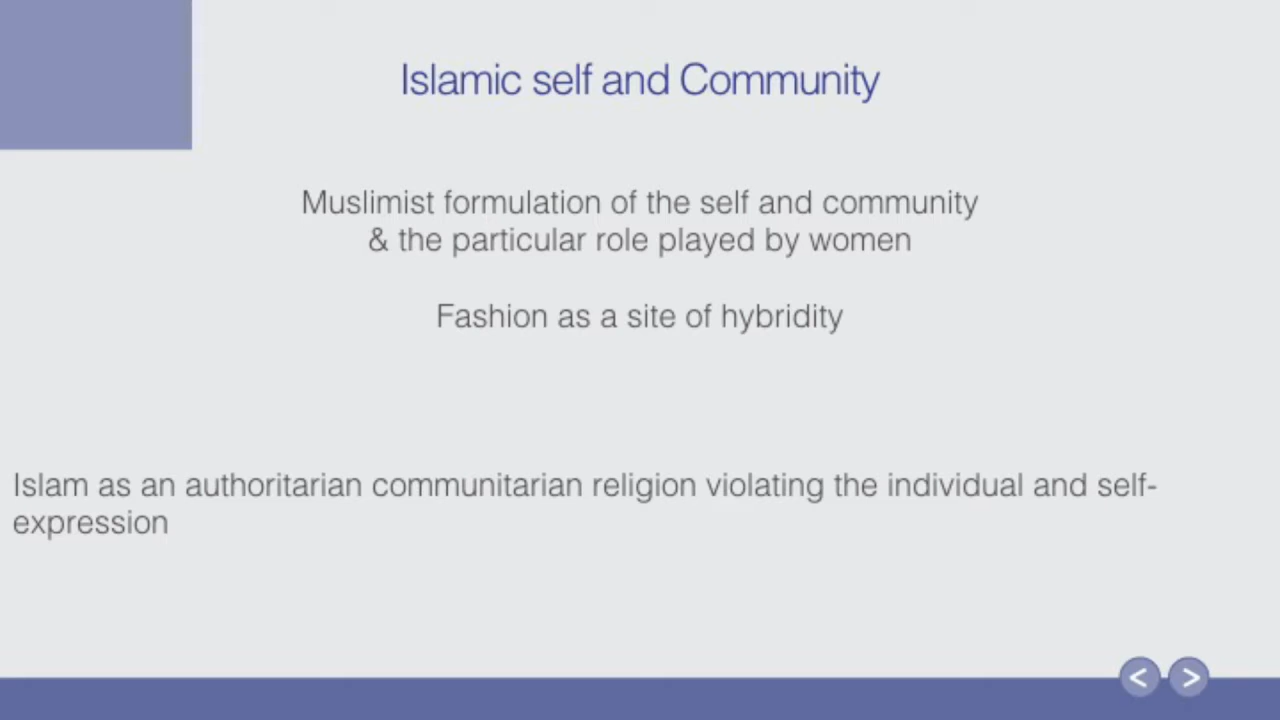 Islamic self and Community
Muslimist formulation of the self and community
& the particular role played by women
Fashion as a site of hybridity
Islam as an authoritarian communitarian religion violating the individual and self-
expression